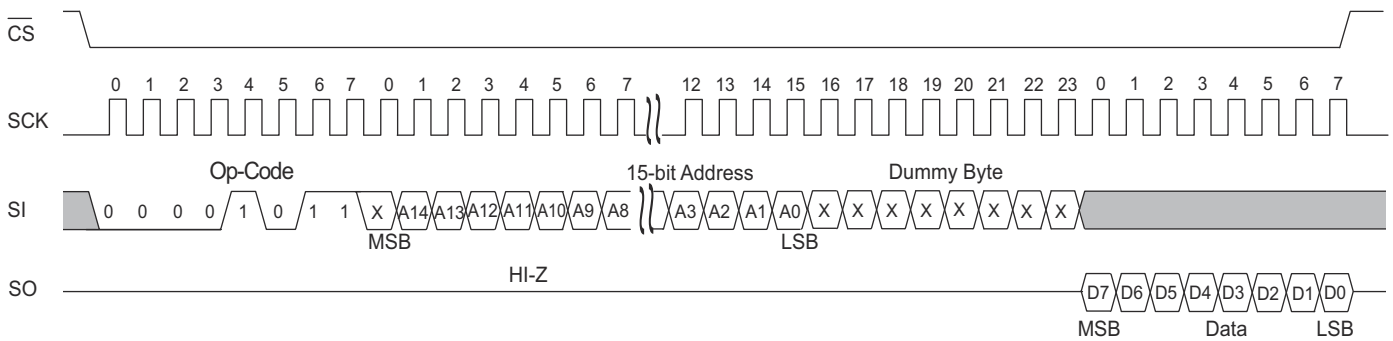 CS
0 1 2 3 4 5 6 7 0 1 2 3 4 5 6 7 12 13 14 15 16 17 18 19 20 21 22 23 0 1 2 3 4 5 6 7
SCK
Op-Code 15-bit Address Dummy Byte
SI 0 0 0 0 1 0 1 1 X A14 A13 A12 A11 A10 A9 A8 A3 A2 A1 A0 X X X X X X X X
MSB LSB
HI-Z
SO D7 D6 D5 D4 D3 D2 D1 D0
MSB Data LSB